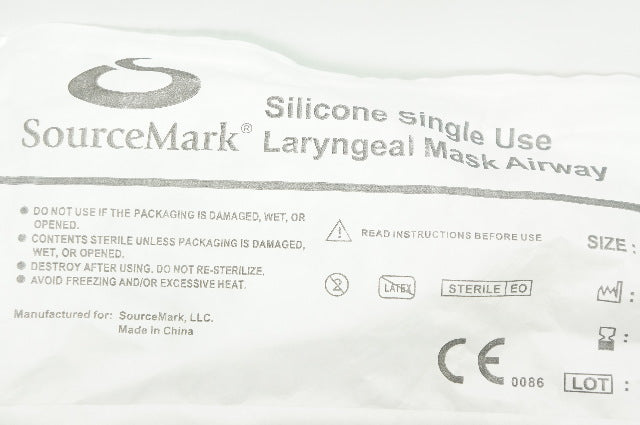 SourceMark®
Silicone Single Use
Laryngeal Mask Airway
DO NOT USE IF THE PACKAGING IS DAMAGED, WET, OR
OPENED.
CONTENTS STERILE UNLESS PACKAGING IS DAMAGED,
WET, OR OPENED.
DESTROY AFTER USING. DO NOT RE-STERILIZE.
AVOID FREEZING AND/OR EXCESSIVE HEAT.
Manufactured for: SourceMark, LLC.
Made in China
READ INSTRUCTIONS BEFORE USE
2
LATEX
STERILE EO
CE 0086
SIZE :
:
:
LOT :